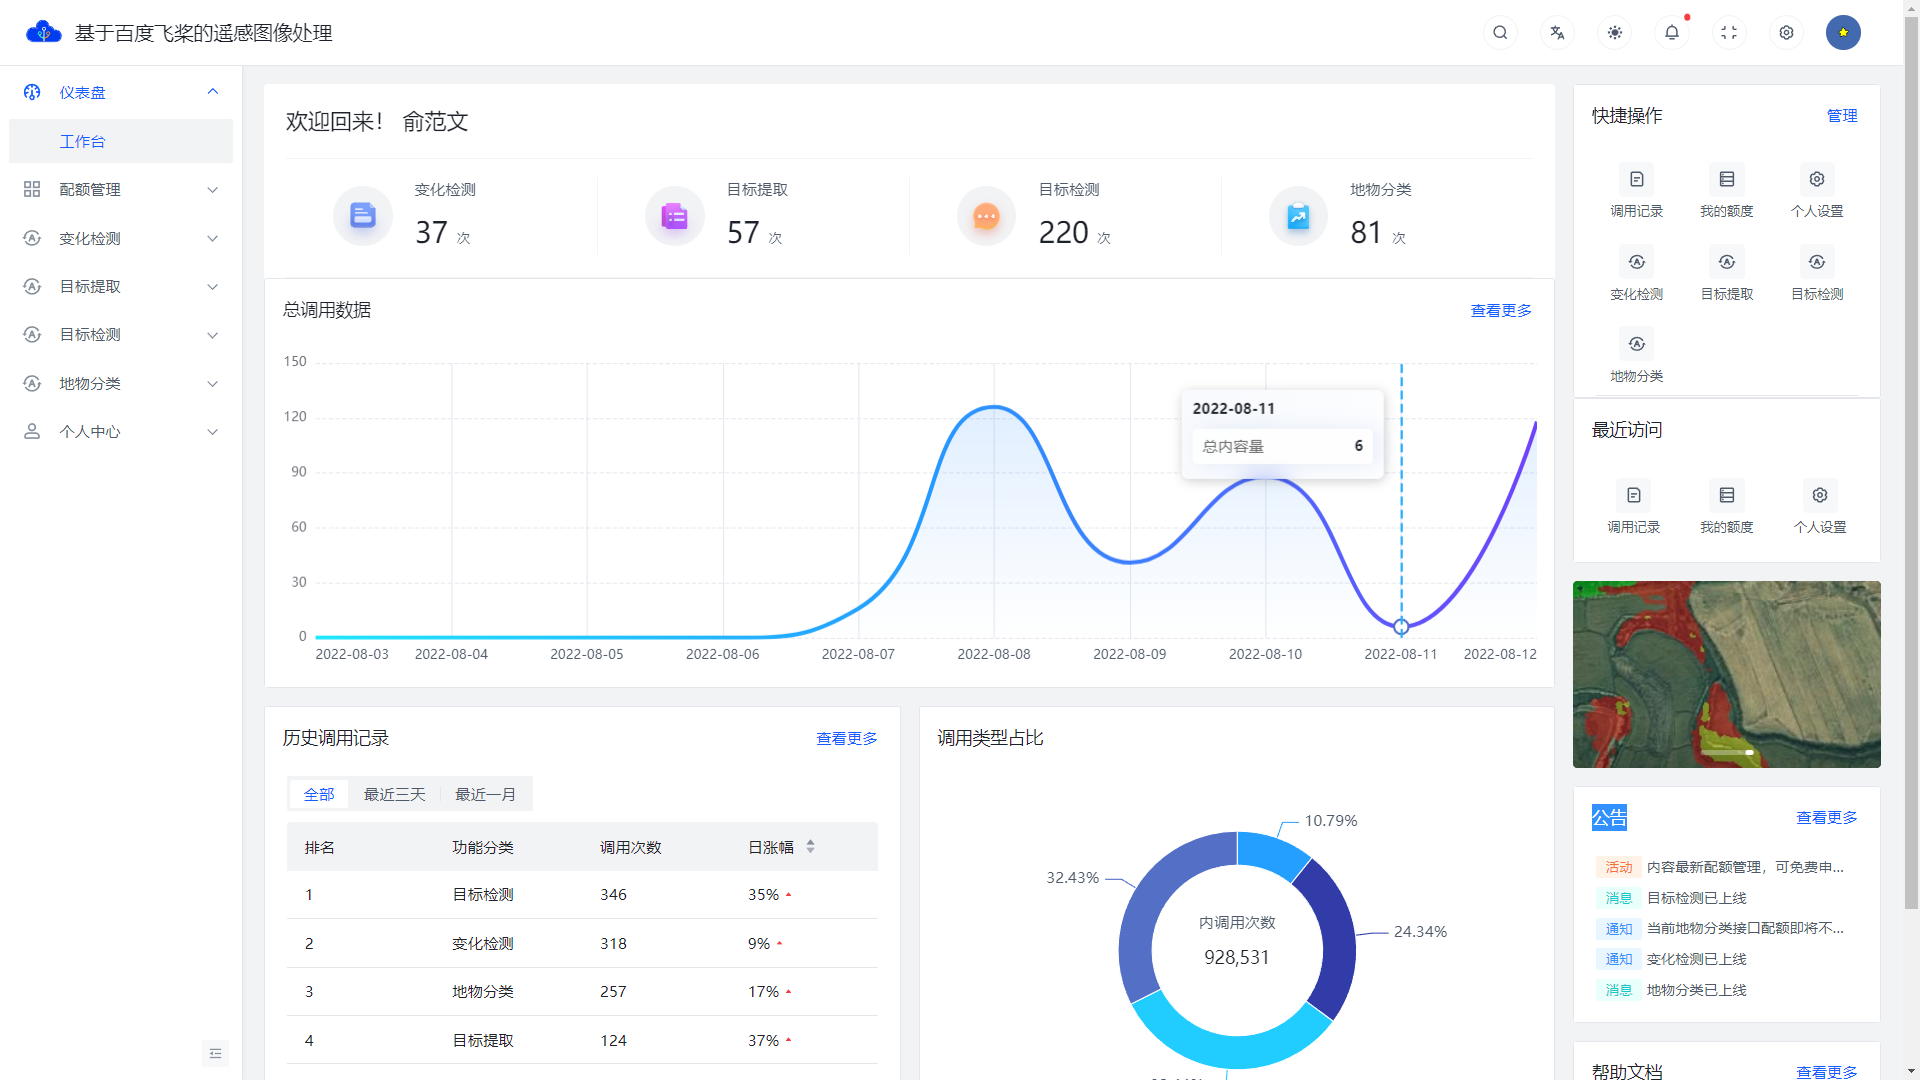 基于百度飞桨的遥感图像处理
仪表盘
工作台
配额管理
变化检测
目标提取
目标检测
地物分类
个人中心
欢迎回来！ 俞范文
变化检测
37 次
目标提取
57 次
目标检测
220 次
地物分类
81 次
总调用数据
查看更多
150
120
90
60
30
0
2022-08-11
总内容量 6
2022-08-03 2022-08-04 2022-08-05 2022-08-06 2022-08-07 2022-08-08 2022-08-09 2022-08-10 2022-08-11 2022-08-12
历史调用记录
查看更多
全部 最近三天 最近一月
排名 功能分类 调用次数 日涨幅
1 目标检测 346 35%
2 变化检测 318 9%
3 地物分类 257 17%
4 目标提取 124 37%
调用类型占比
10.79%
32.43%
24.34%
内调用次数
928,531
快捷操作
管理
调用记录 我的额度 个人设置
变化检测 目标提取 目标检测
地物分类
最近访问
调用记录 我的额度 个人设置
公告
查看更多
活动 内容最新配额管理，可免费申...
消息 目标检测已上线
通知 当前地物分类接口配额即将不...
通知 变化检测已上线
消息 地物分类已上线
帮助文档
查看更多